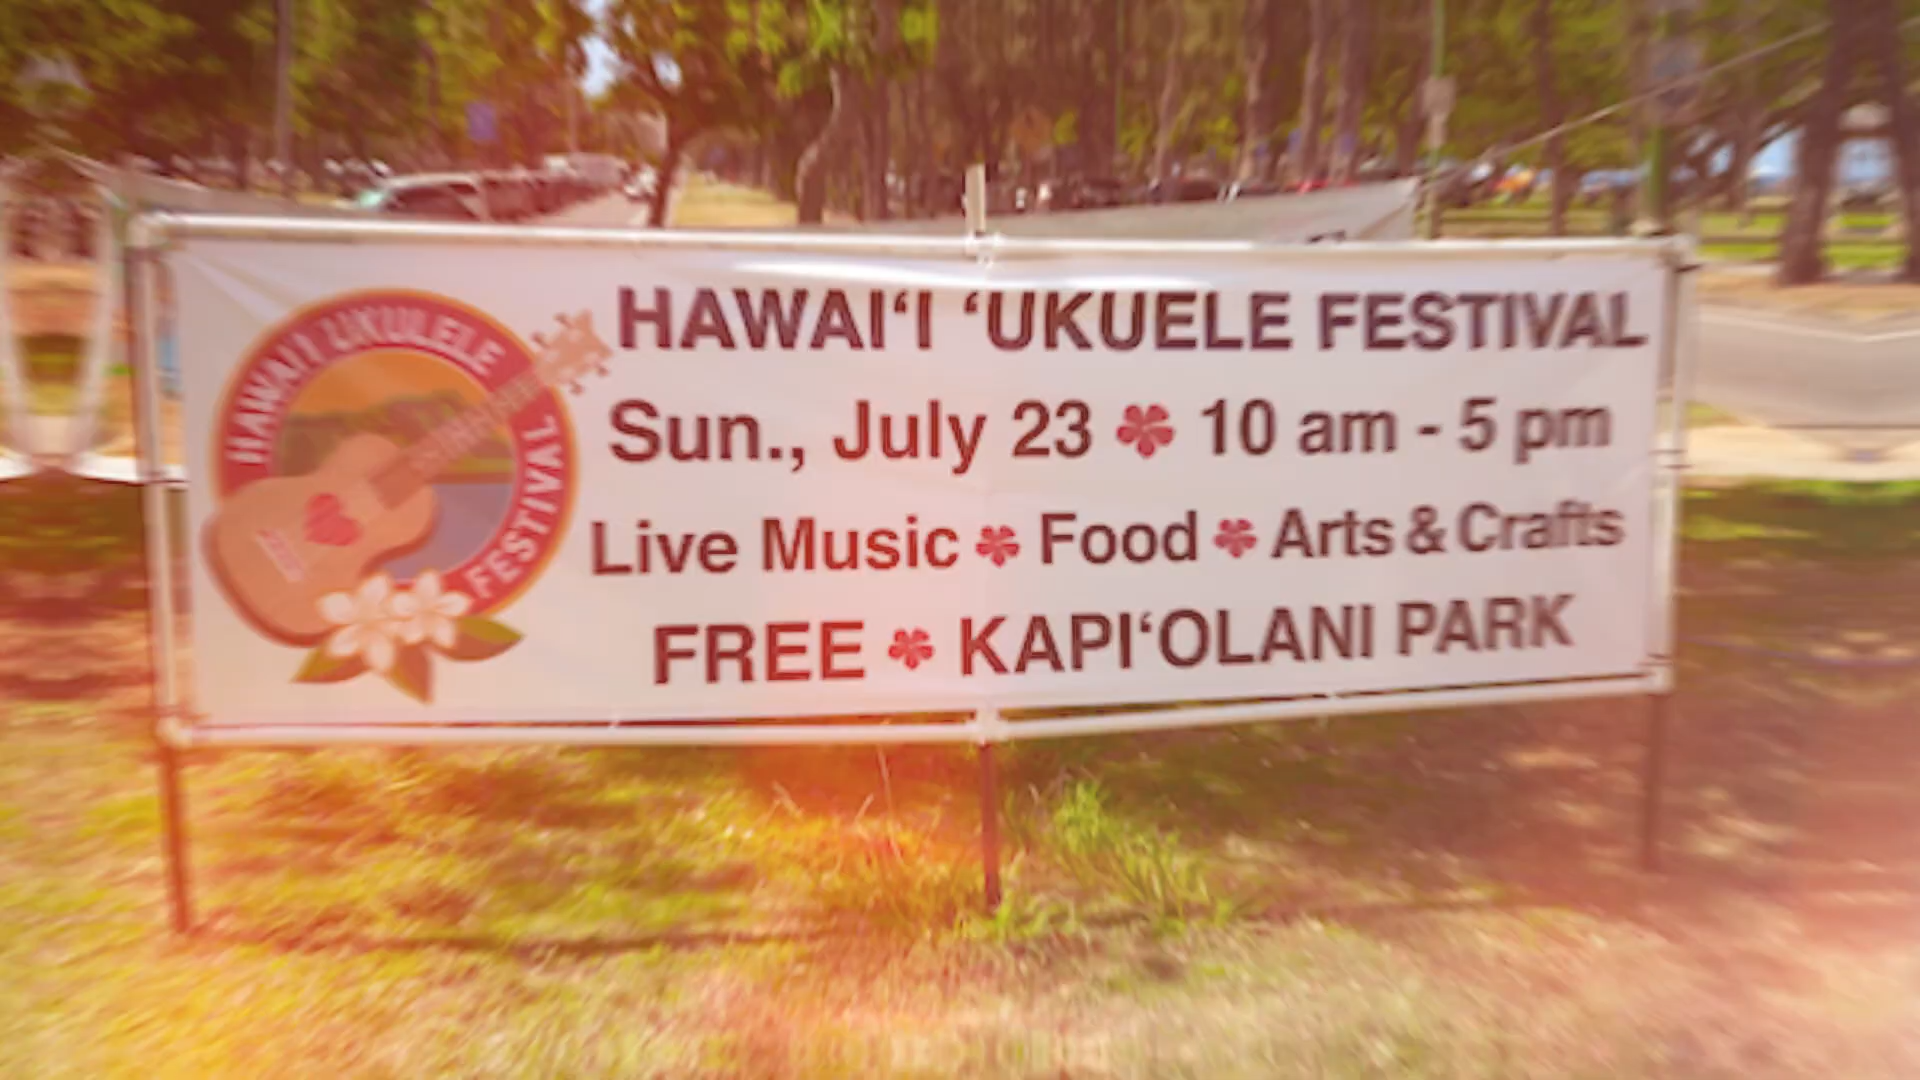 HAWAI'I 'UKULELE
FESTIVAL
HAWAI‘I ‘UKUELE FESTIVAL
Sun., July 23 10 am - 5 pm
Live Music Food Arts & Crafts
FREE KAPI‘OLANI PARK